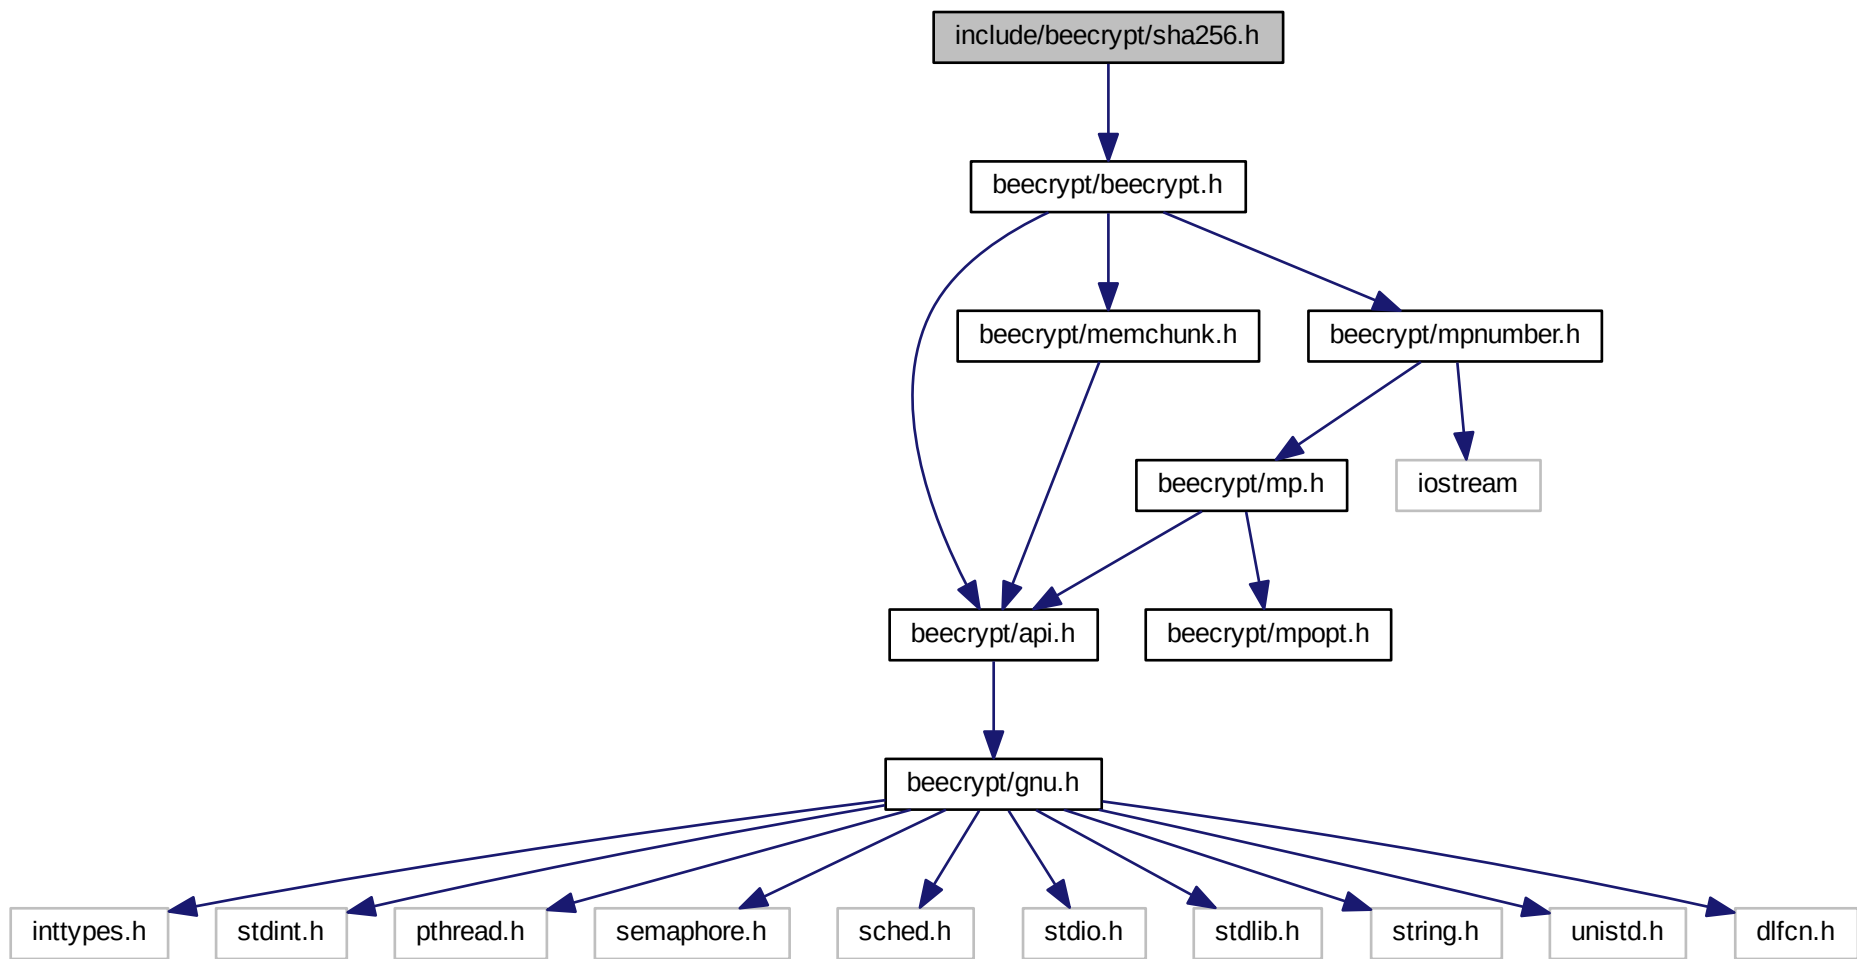 include/beecrypt/sha256.h
beecrypt/beecrypt.h
beecrypt/memchunk.h
beecrypt/mpnumber.h
beecrypt/mp.h
iostream
beecrypt/api.h
beecrypt/mpopt.h
beecrypt/gnu.h
inttypes.h
stdint.h
pthread.h
semaphore.h
sched.h
stdio.h
stdlib.h
string.h
unistd.h
dlfcn.h